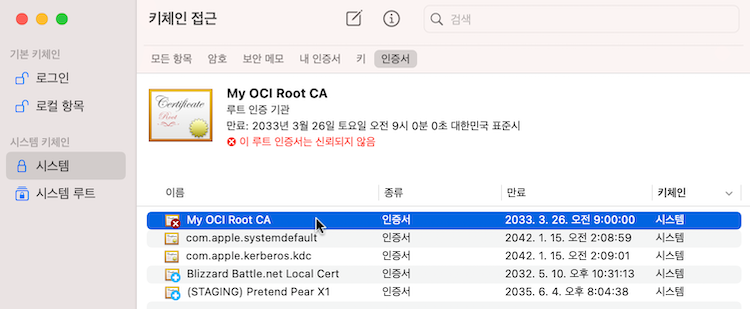 키체인 접근
검색
기본 키체인
로그인
로컬 항목
시스템 키체인
시스템
시스템 루트
모든 항목 암호 보안 메모 내 인증서 키 인증서
Certificate
Root
My OCI Root CA
루트 인증 기관
만료: 2033년 3월 26일 토요일 오전 9시 0분 0초 대한민국 표준시
이 루트 인증서는 신뢰되지 않음
이름 종류 만료 키체인
My OCI Root CA 인증서 2033. 3. 26. 오전 9:00:00 시스템
com.apple.systemdefault 인증서 2042. 1. 15. 오전 2:08:59 시스템
com.apple.kerberos.kdc 인증서 2042. 1. 15. 오전 2:09:01 시스템
Blizzard Battle.net Local Cert 인증서 2032. 5. 10. 오후 10:31:13 시스템
(STAGING) Pretend Pear X1 인증서 2035. 6. 4. 오후 8:04:38 시스템